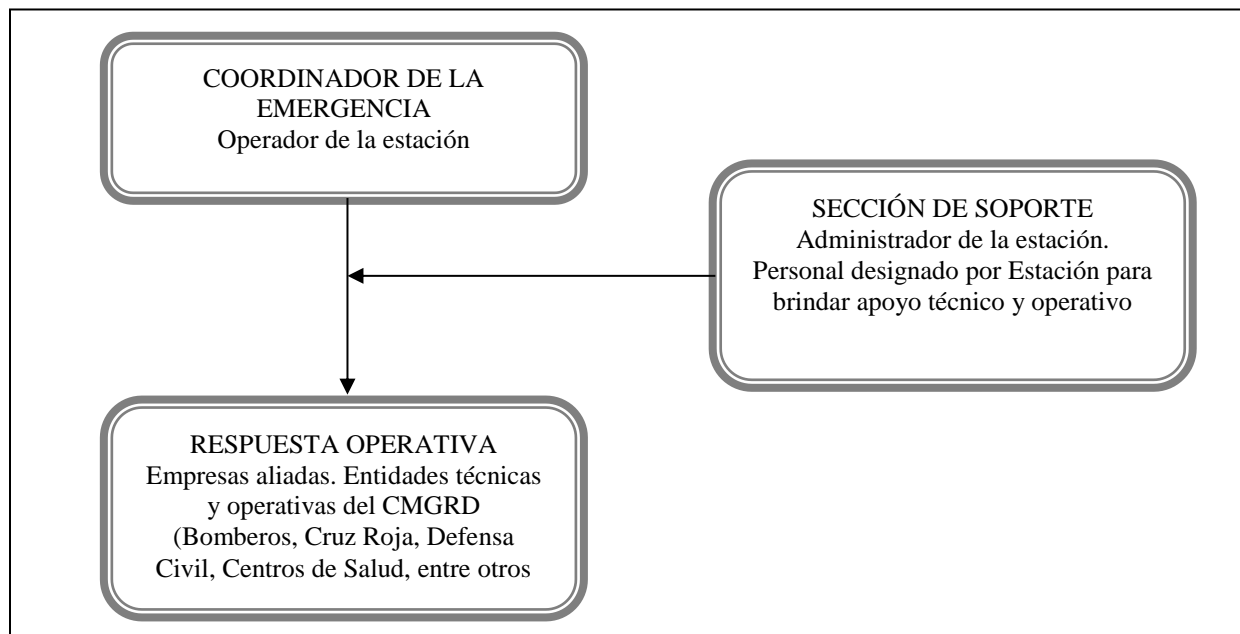 COORDINADOR DE LA
EMERGENCIA
Operador de la estación
SECCIÓN DE SOPORTE
Administrador de la estación.
Personal designado por Estación para
brindar apoyo técnico y operativo
RESPUESTA OPERATIVA
Empresas aliadas. Entidades técnicas
y operativas del CMGRD
(Bomberos, Cruz Roja, Defensa
Civil, Centros de Salud, entre otros